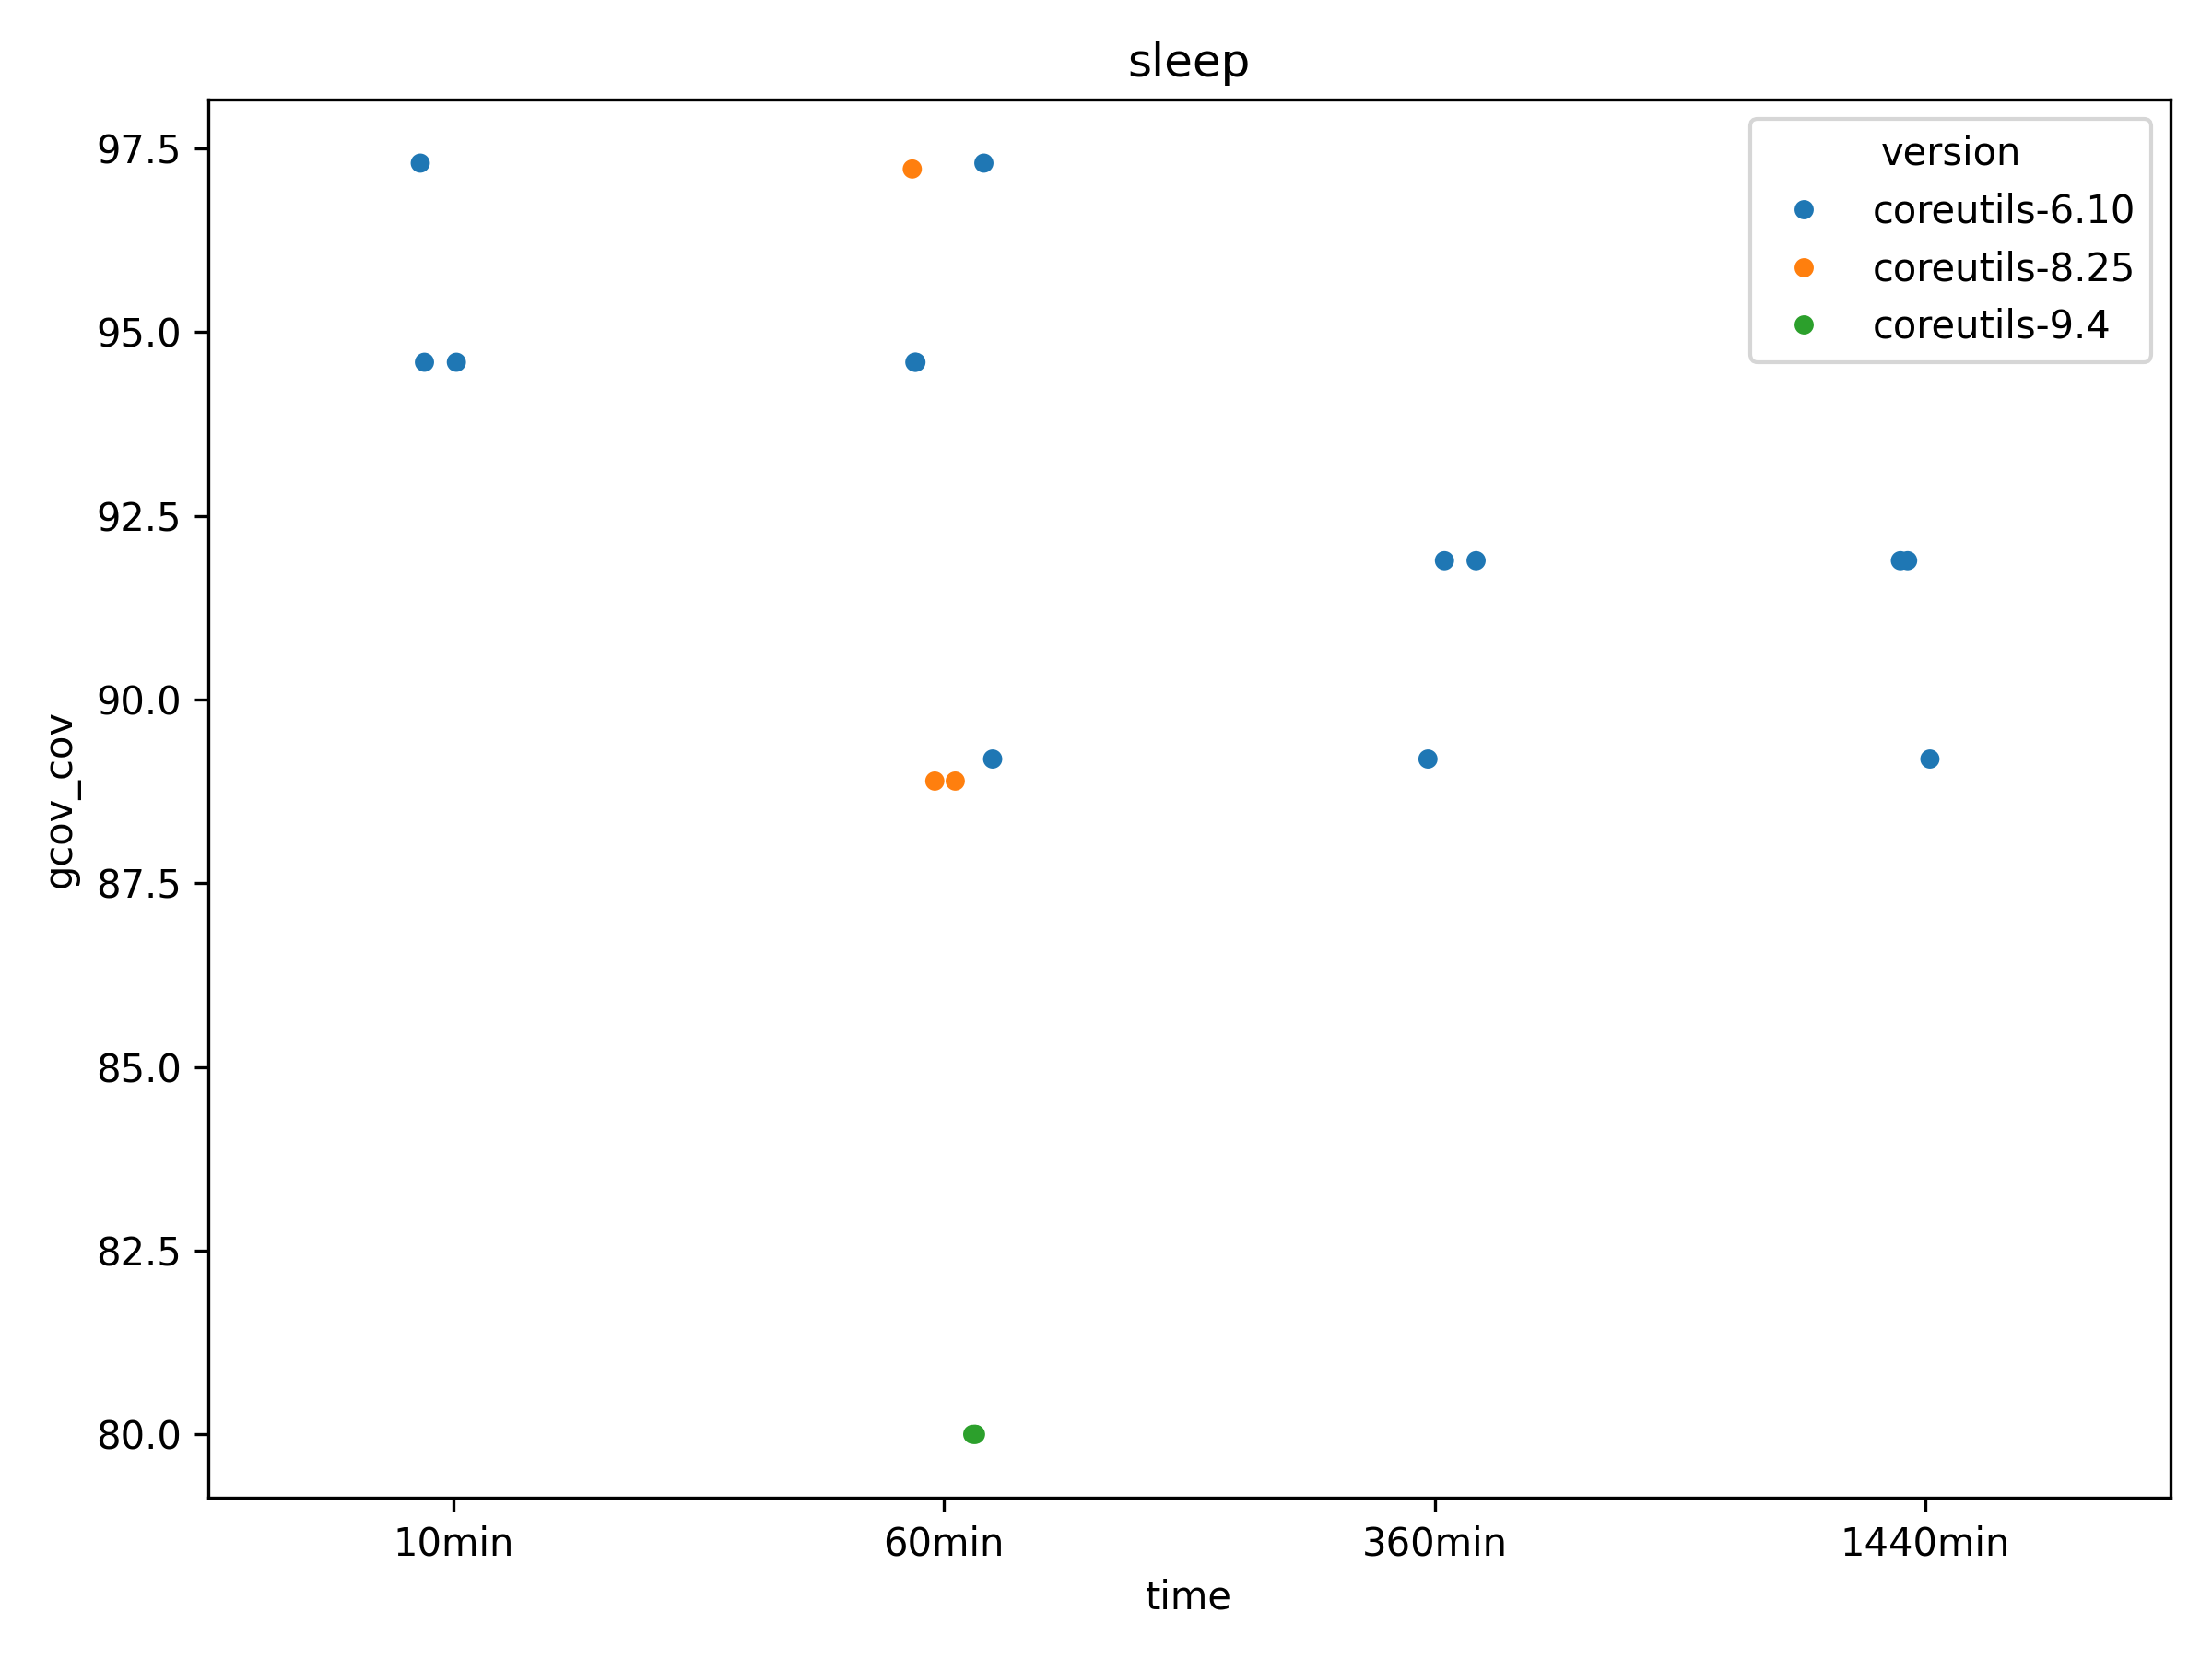 sleep
version
coreutils-6.10
coreutils-8.25
coreutils-9.4
gcov_cov
97.5
95.0
92.5
90.0
87.5
85.0
82.5
80.0
10min
60min
360min
1440min
time